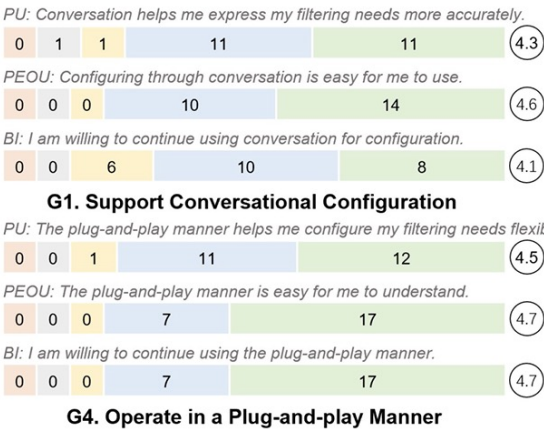 PU: Conversation helps me express my filtering needs more accurately.
0 1 1 11 11 4.3
PEOU: Configuring through conversation is easy for me to use.
0 0 0 10 14 4.6
BI: I am willing to continue using conversation for configuration.
0 0 6 10 8 4.1
G1. Support Conversational Configuration
PU: The plug-and-play manner helps me configure my filtering needs flexib
0 0 1 11 12 4.5
PEOU: The plug-and-play manner is easy for me to understand.
0 0 0 7 17 4.7
BI: I am willing to continue using the plug-and-play manner.
0 0 0 7 17 4.7
G4. Operate in a Plug-and-play Manner